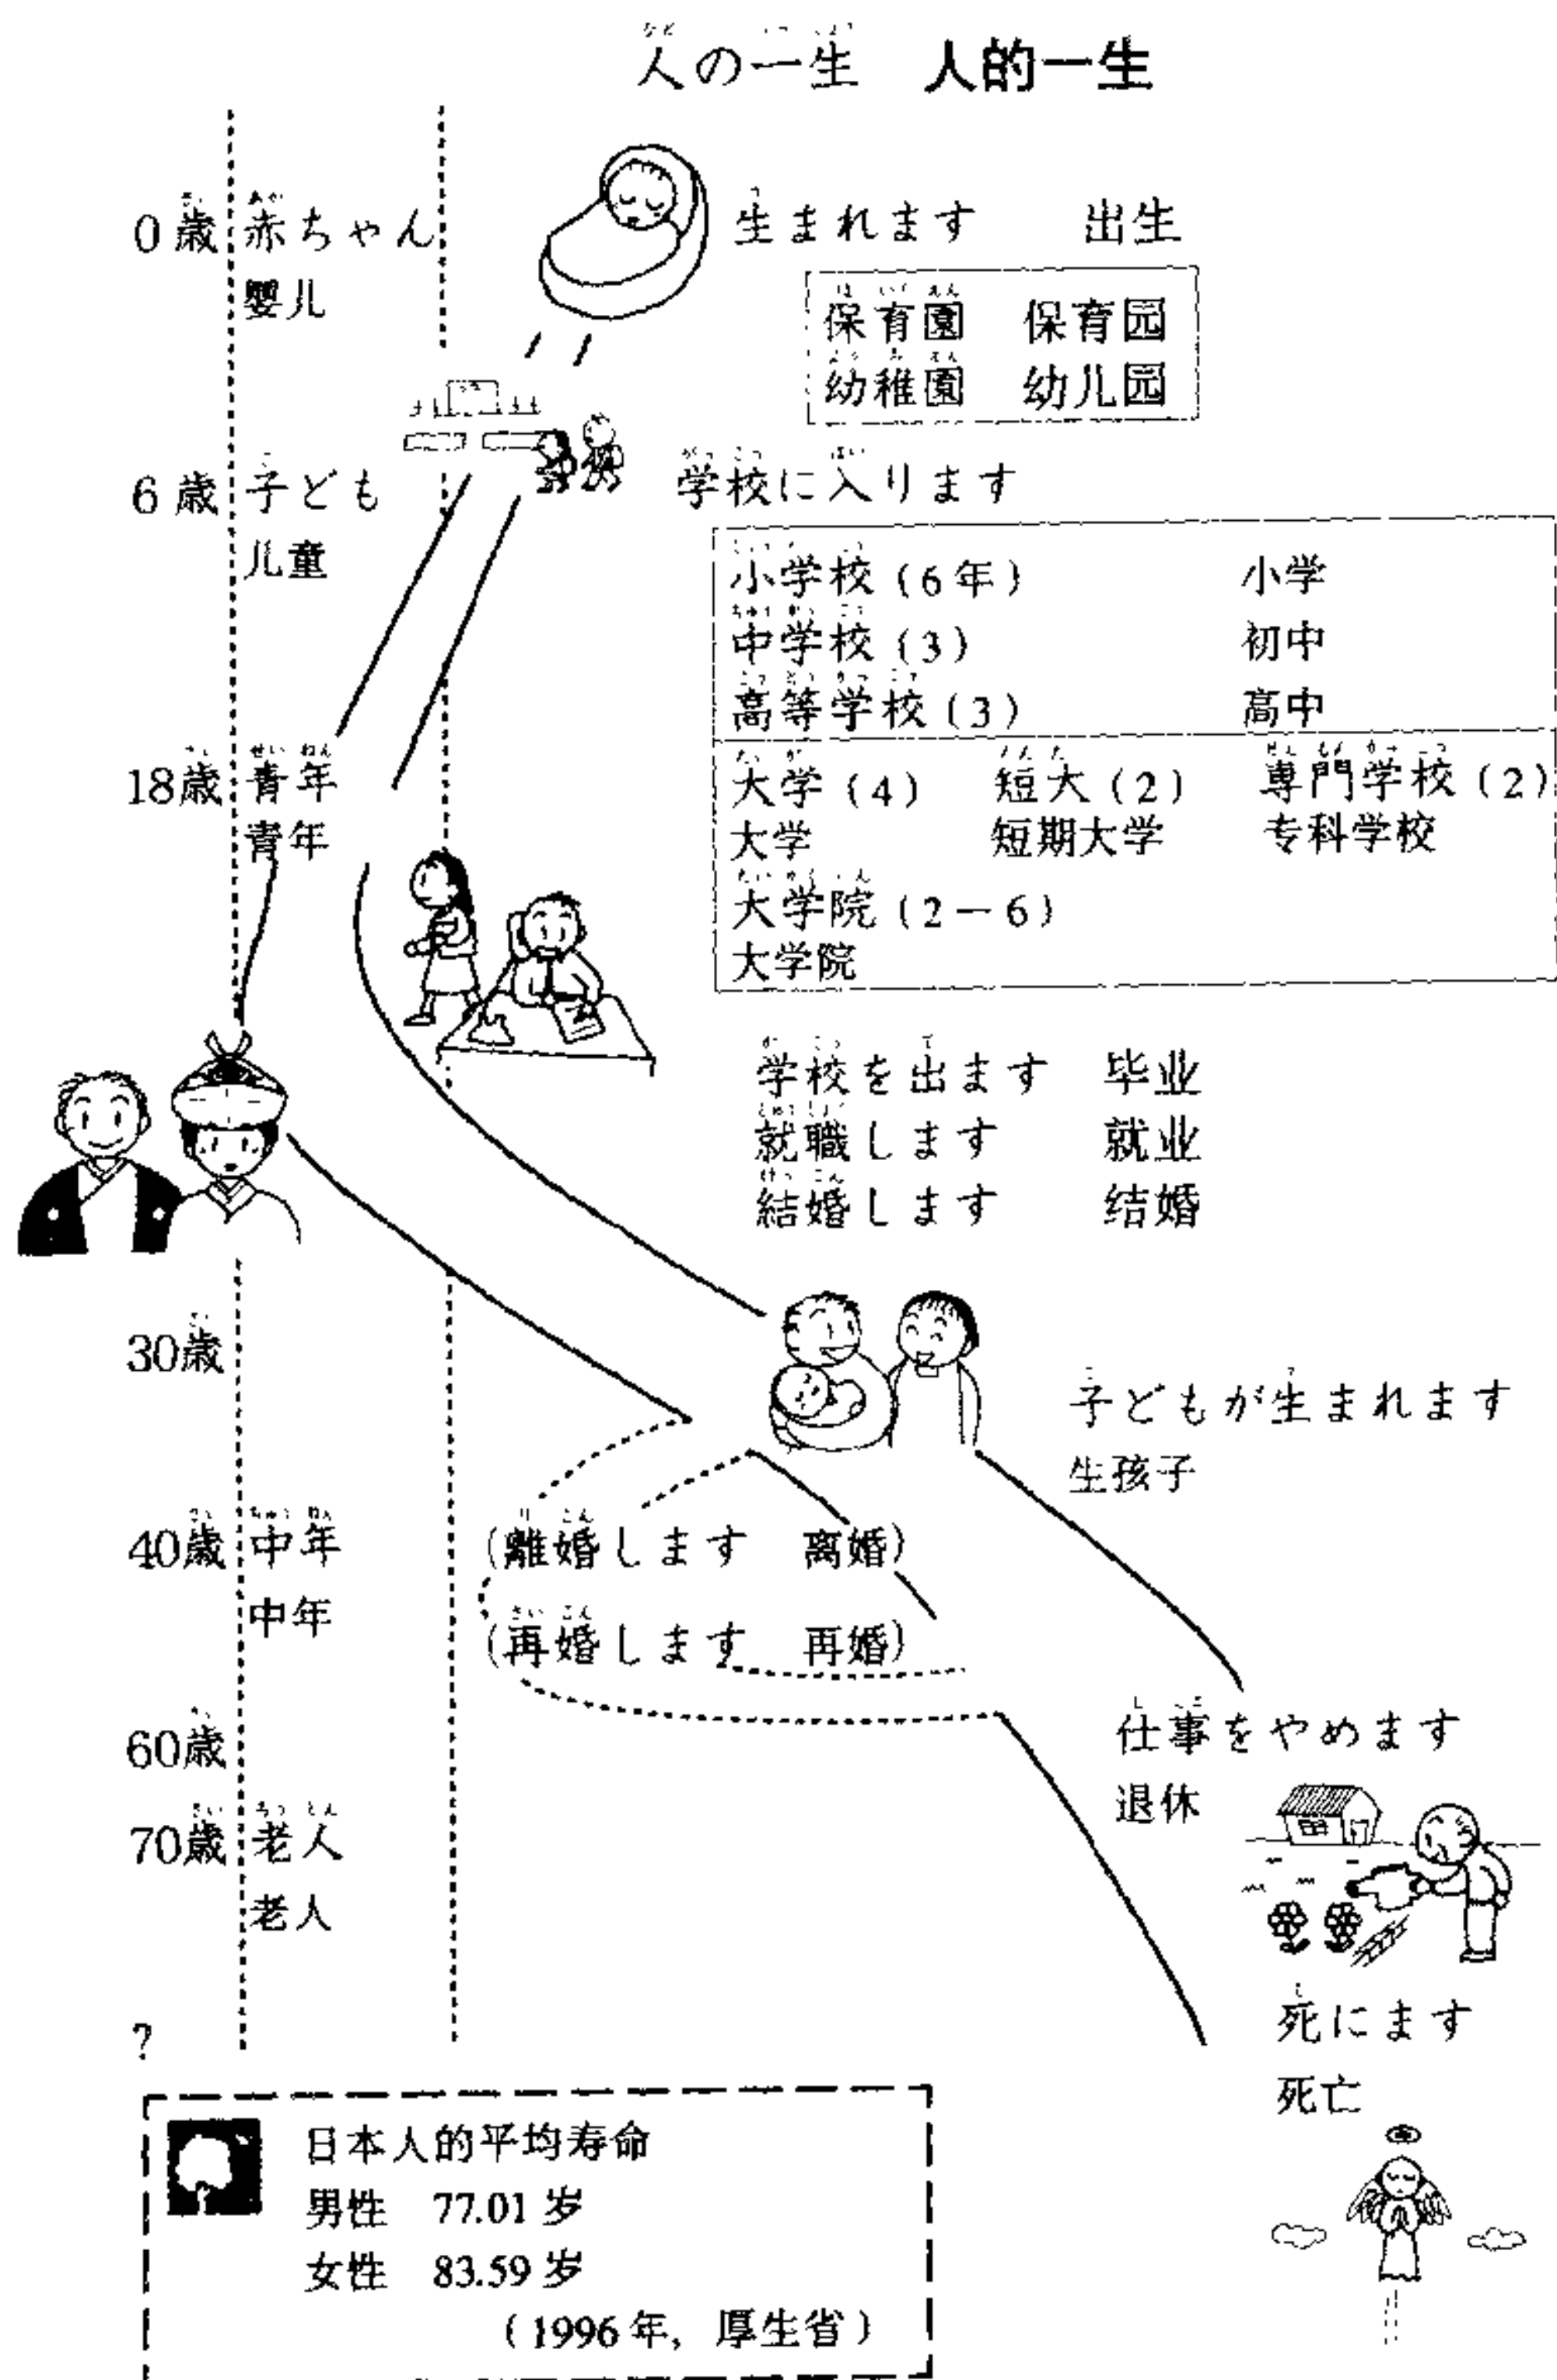 人の一生 人的一生
0歳 赤ちゃん 生まれます 出生
婴儿
保育園 保育园
幼稚園 幼儿园
6歳 子ども 学校に入ります
儿童
小学校(6年) 小学
中学校(3) 初中
高等学校(3) 高中
18歳 青年 大学(4) 短大(2) 専門学校(2)
青年 大学 短期大学 专科学校
大学院(2-6)
大学院
学校を出ます 毕业
就職します 就业
結婚します 结婚
30歳
子どもが生まれます
生孩子
40歳 中年 (離婚します 离婚)
中年
(再婚します 再婚)
60歳 仕事をやめます
退休
70歳 老人
老人
死にます
?
死亡
日本人的平均寿命
男性 77.01岁
女性 83.59岁
(1996年, 厚生省)